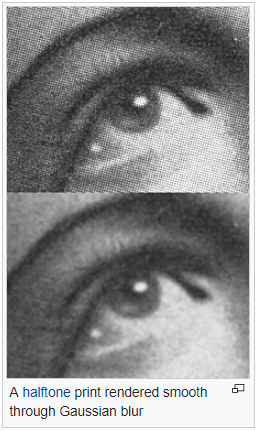 A halftone print rendered smooth
through Gaussian blur